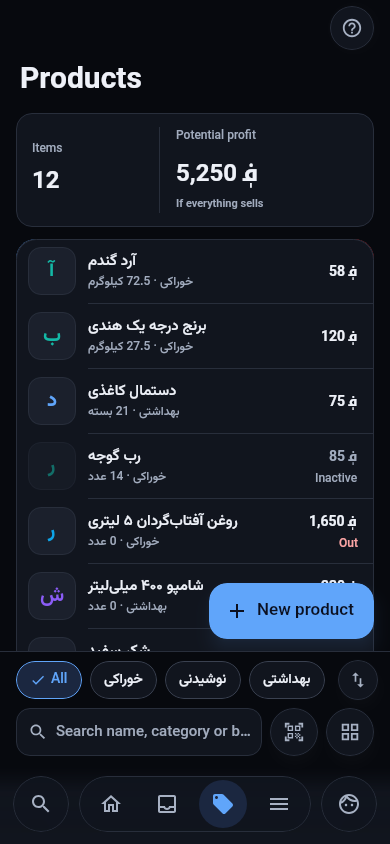 Products
Items
12
Potential profit
5,250 ؋
If everything sells
آ
آرد گندم
خوراکی · 72.5 کیلوگرم
58 ؋
ب
برنج درجه یک هندی
خوراکی · 27.5 کیلوگرم
120 ؋
د
دستمال کاغذی
بهداشتی · 21 بسته
75 ؋
ر
رب گوجه
خوراکی · 14 عدد
85 ؋
Inactive
ر
روغن آفتاب‌گردان ۵ لیتری
خوراکی · 0 عدد
1,650 ؋
Out
ش
شامپو ۴۰۰ میلی‌لیتر
بهداشتی · 0 عدد
New product
All
خوراکی
نوشیدنی
بهداشتی
Search name, category or b...